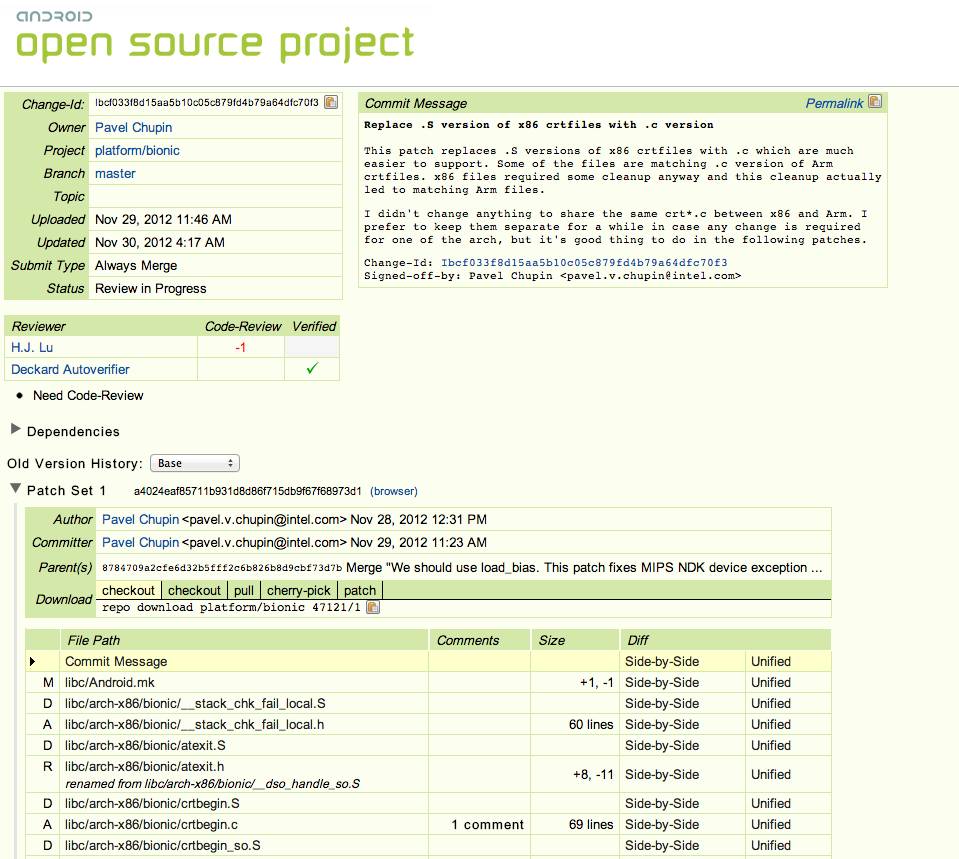 ANDROID
open source project
Change-Id: Ibcf033f8d15aa5b10c05c879fd4b79a64dfc70f3
Owner Pavel Chupin
Project platform/bionic
Branch master
Topic
Uploaded Nov 29, 2012 11:46 AM
Updated Nov 30, 2012 4:17 AM
Submit Type Always Merge
Status Review in Progress
Commit Message Permalink
Replace .S version of x86 crtfiles with .c version
This patch replaces .S versions of x86 crtfiles with .c which are much
easier to support. Some of the files are matching .c version of Arm
crtfiles. x86 files required some cleanup anyway and this cleanup actually
led to matching Arm files.
I didn't change anything to share the same crt*.c between x86 and Arm. I
prefer to keep them separate for a while in case any change is required
for one of the arch, but it's good thing to do in the following patches.
Change-Id: Ibcf033f8d15aa5b10c05c879fd4b79a64dfc70f3
Signed-off-by: Pavel Chupin <pavel.v.chupin@intel.com>
Reviewer Code-Review Verified
H.J. Lu -1
Deckard Autoverifier ✓
• Need Code-Review
Dependencies
Old Version History: Base
Patch Set 1 a4024eaf85711b931d8d86f715db9f67f68973d1 (browser)
Author Pavel Chupin <pavel.v.chupin@intel.com> Nov 28, 2012 12:31 PM
Committer Pavel Chupin <pavel.v.chupin@intel.com> Nov 29, 2012 11:23 AM
Parent(s) 8784709a2cfe6d32b5fff2c6b826b8d9cbf73d7b Merge "We should use load_bias. This patch fixes MIPS NDK device exception ...
Download checkout checkout pull cherry-pick patch
repo download platform/bionic 47121/1
File Path Comments Size Diff
Commit Message Side-by-Side Unified
M libc/Android.mk +1, -1 Side-by-Side Unified
D libc/arch-x86/bionic/__stack_chk_fail_local.S Side-by-Side Unified
A libc/arch-x86/bionic/__stack_chk_fail_local.h 60 lines Side-by-Side Unified
D libc/arch-x86/bionic/atexit.S Side-by-Side Unified
R libc/arch-x86/bionic/atexit.h +8, -11 Side-by-Side Unified
renamed from libc/arch-x86/bionic/__dso_handle_so.S
D libc/arch-x86/bionic/crtbegin.S Side-by-Side Unified
A libc/arch-x86/bionic/crtbegin.c 1 comment 69 lines Side-by-Side Unified
D libc/arch-x86/bionic/crtbegin_so.S Side-by-Side Unified